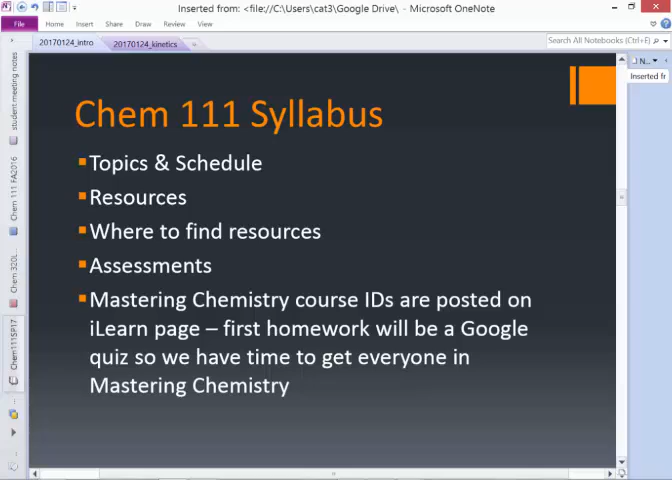 Inserted from: <file://C:\Users\cat3\Google Drive\ - Microsoft OneNote
File Home Insert Share Draw Review View
20170124_intro 20170124_kinetics
Search All Notebooks (Ctrl+E)
N...
Inserted fr
student meeting notes
Chem 111 FA2016
Chem 320L...
Chem111SP17
Chem 111 Syllabus
Topics & Schedule
Resources
Where to find resources
Assessments
Mastering Chemistry course IDs are posted on
iLearn page – first homework will be a Google
quiz so we have time to get everyone in
Mastering Chemistry